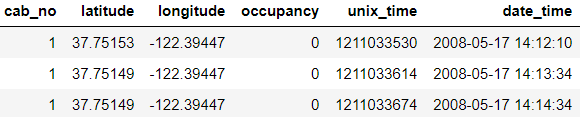 cab_no latitude longitude occupancy unix_time date_time
1 37.75153 -122.39447 0 1211033530 2008-05-17 14:12:10
1 37.75149 -122.39447 0 1211033614 2008-05-17 14:13:34
1 37.75149 -122.39447 0 1211033674 2008-05-17 14:14:34